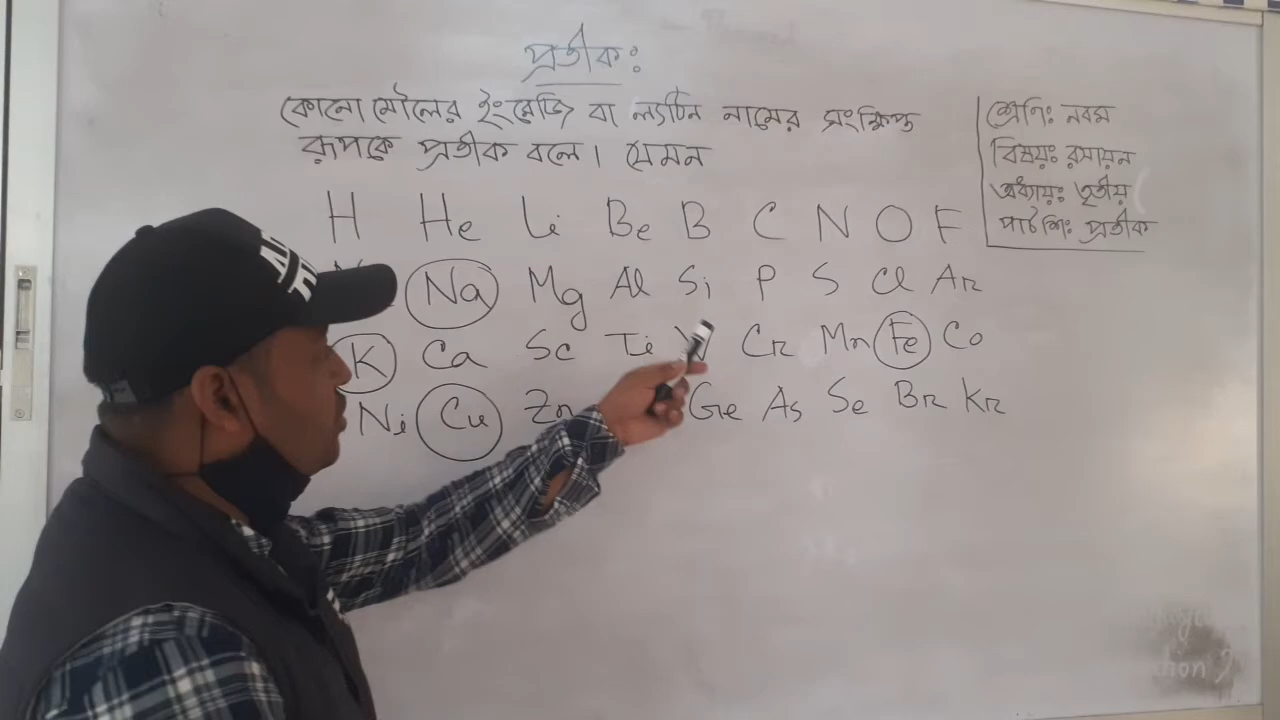 প্রতীক:
কোনো মৌলের ইংরেজি বা ল্যাটিন নামের সংক্ষিপ্ত
রূপকে প্রতীক বলে। যেমন
H He Li Be B C N O F
Na Mg Al Si P S Cl Ar
K Ca Sc Ti V Cr Mn Fe Co
Ni Cu Zn Ge As Se Br Kr
শ্রেণি: নবম
বিষয়: রসায়ন
অধ্যায়: তৃতীয়
পাঠ শি: প্রতীক